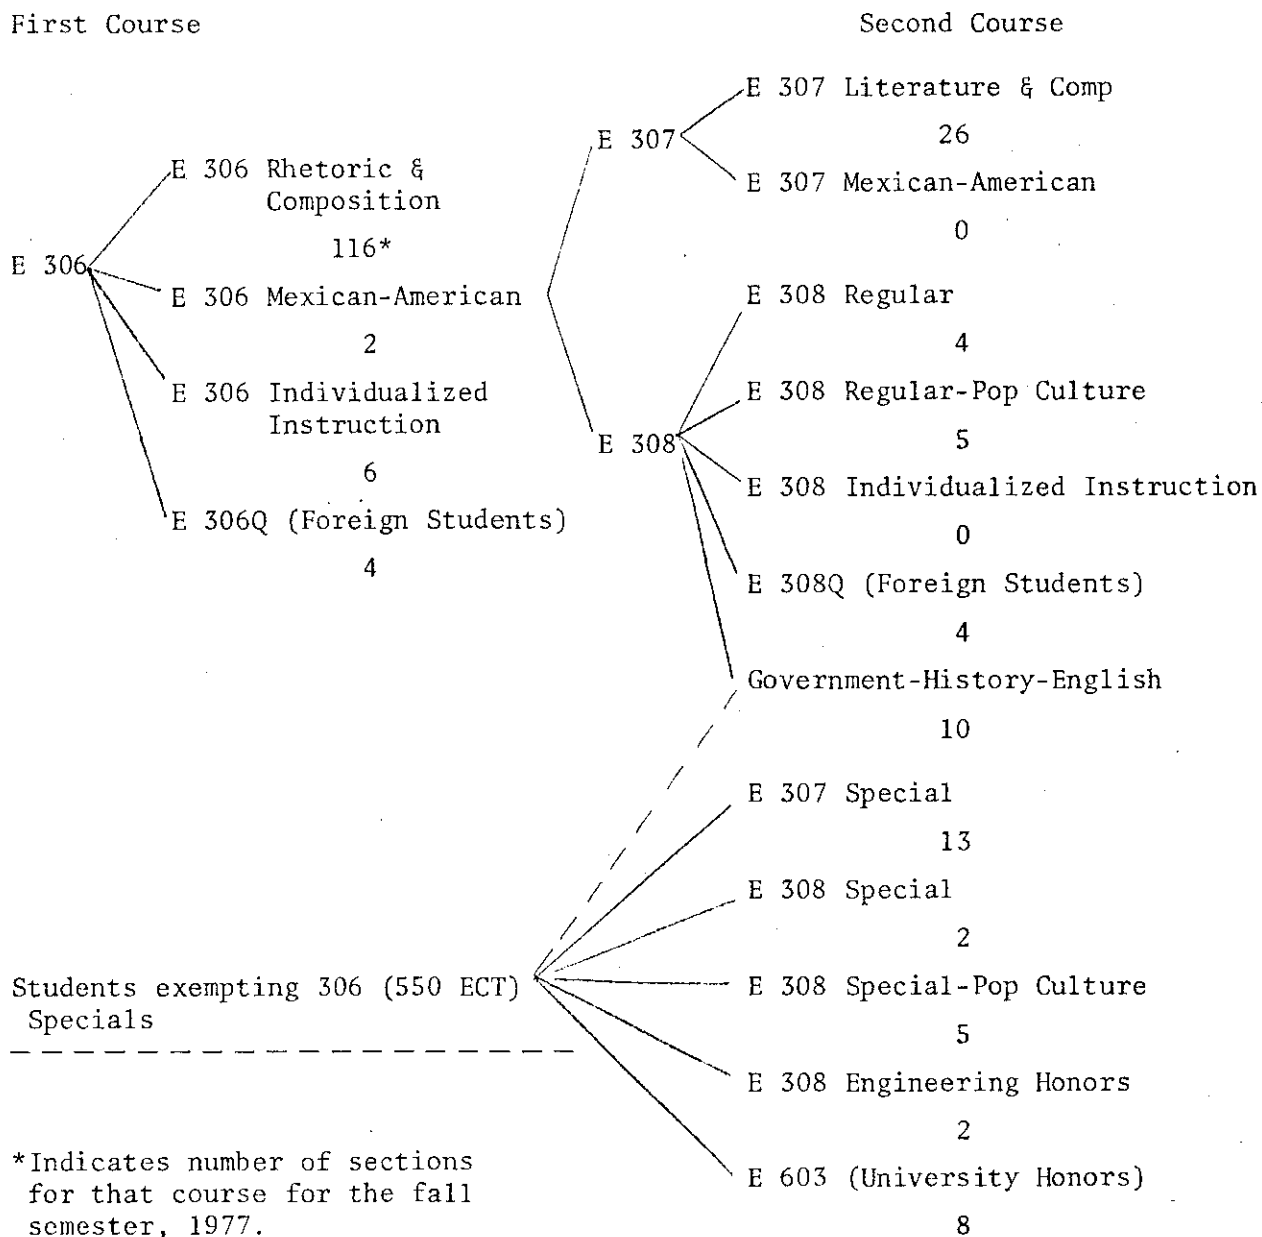 First Course
E 306
E 306 Rhetoric &
Composition
116*
E 306 Mexican-American
2
E 306 Individualized
Instruction
6
E 306Q (Foreign Students)
4
Second Course
E 307
E 307 Literature & Comp
26
E 307 Mexican-American
0
E 308
E 308 Regular
4
E 308 Regular-Pop Culture
5
E 308 Individualized Instruction
0
E 308Q (Foreign Students)
4
Government-History-English
10
Students exempting 306 (550 ECT)
Specials
E 307 Special
13
E 308 Special
2
E 308 Special-Pop Culture
5
E 308 Engineering Honors
2
E 603 (University Honors)
8
*Indicates number of sections
for that course for the fall
semester, 1977.